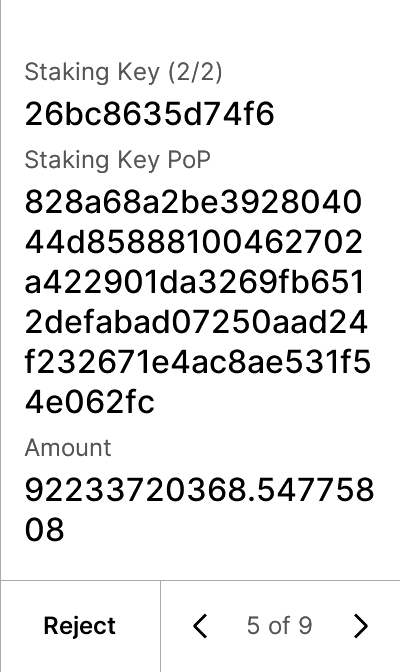 Staking Key (2/2)
26bc8635d74f6
Staking Key PoP
828a68a2be3928040
44d85888100462702
a422901da3269fb651
2defabad07250aad24
f232671e4ac8ae531f5
4e062fc
Amount
92233720368.547758
08
Reject
5 of 9